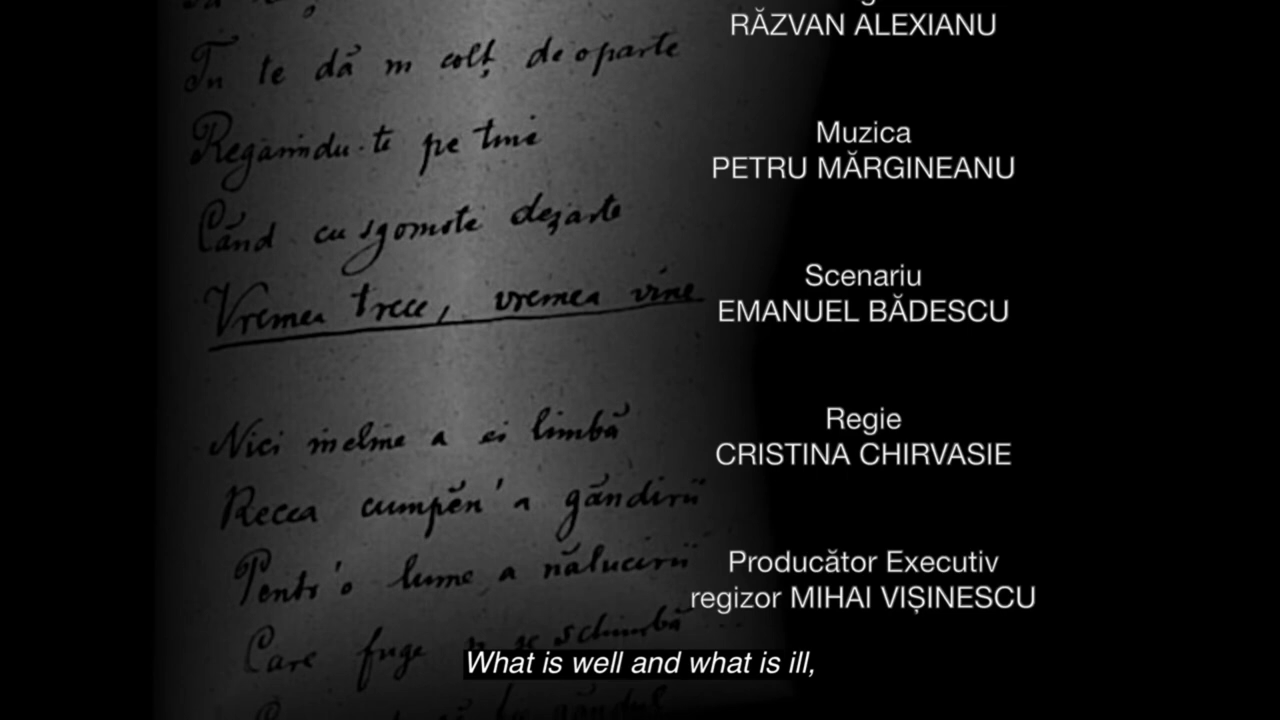 Tu te dă în colț deoparte
Regăsindu-te pe tine
Când cu sgomote deșarte
Vremea trece, vremea vine
Nici încline a ei limbă
Recea cumpăn'a gândirii
Pentr'o lume a nălucirii
Care fuge
schimbă
RĂZVAN ALEXIANU
Muzica
PETRU MĂRGINEANU
Scenariu
EMANUEL BĂDESCU
Regie
CRISTINA CHIRVASIE
Producător Executiv
regizor MIHAI VIȘINESCU
What is well and what is ill,